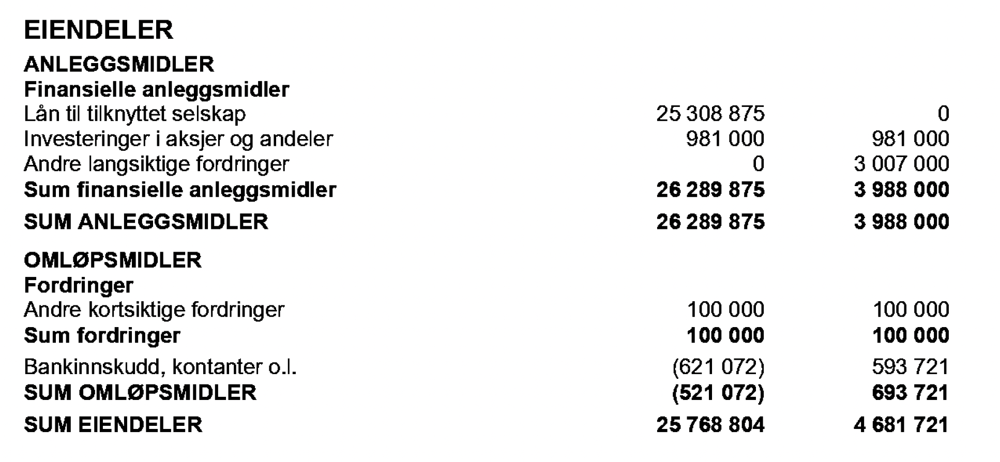 EIENDELER
ANLEGGSMIDLER
Finansielle anleggsmidler
Lån til tilknyttet selskap 25 308 875 0
Investeringer i aksjer og andeler 981 000 981 000
Andre langsiktige fordringer 0 3 007 000
Sum finansielle anleggsmidler 26 289 875 3 988 000
SUM ANLEGGSMIDLER 26 289 875 3 988 000
OMLØPSMIDLER
Fordringer
Andre kortsiktige fordringer 100 000 100 000
Sum fordringer 100 000 100 000
Bankinnskudd, kontanter o.l. (621 072) 593 721
SUM OMLØPSMIDLER (521 072) 693 721
SUM EIENDELER 25 768 804 4 681 721